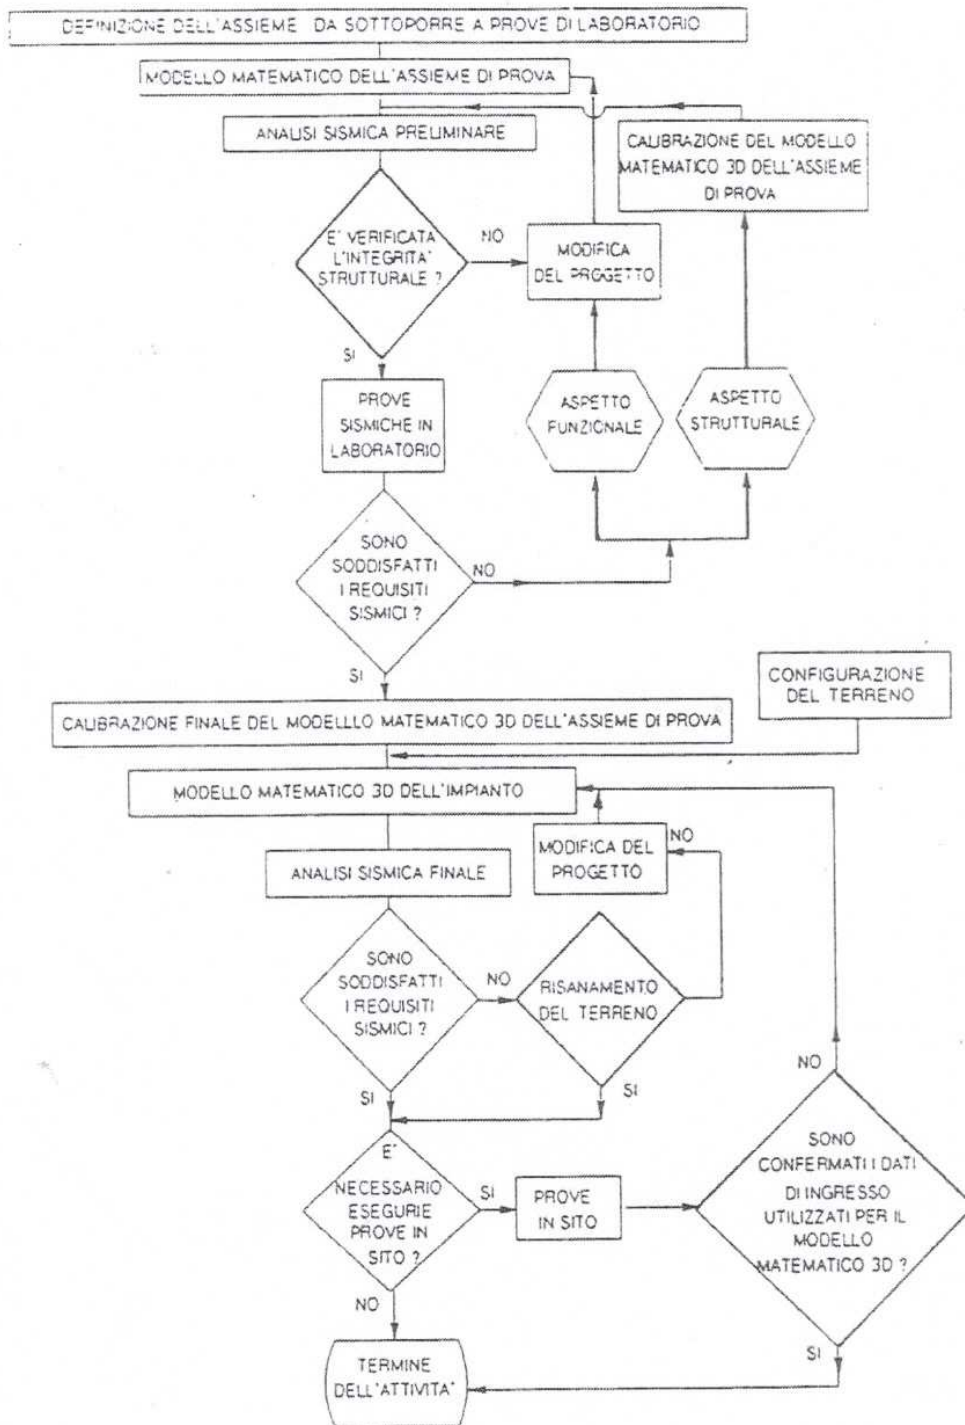 DEFINIZIONE DELL'ASSIEME DA SOTTOPORRE A PROVE DI LABORATORIO
MODELLO MATEMATICO DELL'ASSIEME DI PROVA
ANALISI SISMICA PRELIMINARE
CALIBRAZIONE DEL MODELLO
MATEMATICO 3D DELL'ASSIEME
DI PROVA
E' VERIFICATA
L'INTEGRITA'
STRUTTURALE ?
NO
MODIFICA
DEL PROGGETTO
SI
PROVE
SISMICHE IN
LABORATORIO
ASPETTO
FUNZIONALE
ASPETTO
STRUTTURALE
SONO
SODDISFATTI
I REQUISITI
SISMICI ?
NO
SI
CONFIGURAZIONE
DEL TERRENO
CALIBRAZIONE FINALE DEL MODELLLO MATEMATICO 3D DELL'ASSIEME DI PROVA
MODELLO MATEMATICO 3D DELL'IMPIANTO
ANALISI SISMICA FINALE
MODIFICA DEL
PROGETTO
NO
SONO
SODDISFATTI
I REQUISITI
SISMICI ?
NO
RISANAMENTO
DEL TERRENO
SI
SI
E'
NECESSARIO
ESEGURIE
PROVE IN
SITO ?
SI
PROVE
IN SITO
NO
SONO
CONFERMATI I DATI
DI INGRESSO
UTILIZZATI PER IL
MODELLO
MATEMATICO 3D ?
NO
SI
TERMINE
DELL'ATTIVITA'